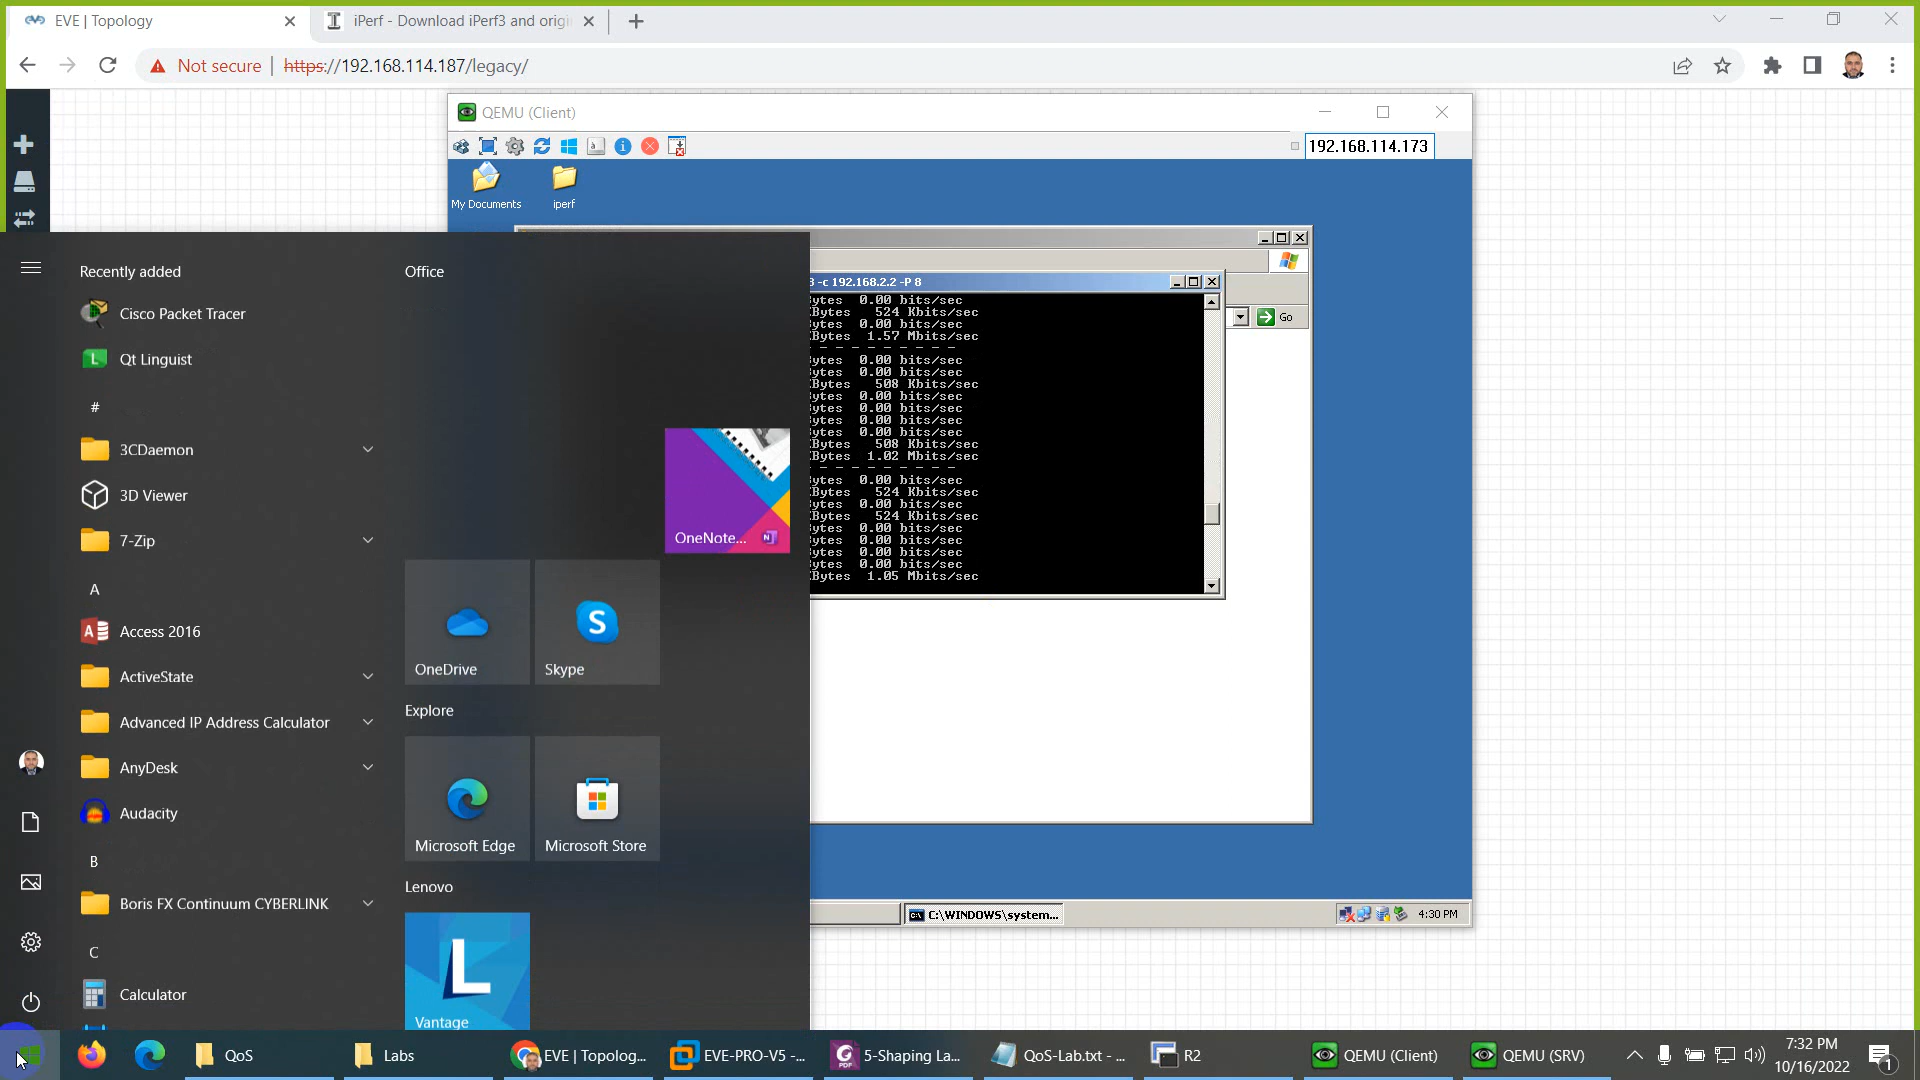 EVE | Topology
iPerf - Download iPerf3 and origi
Not secure
https://192.168.114.187/legacy/
QEMU (Client)
192.168.114.173
My Documents
iperf
3 -c 192.168.2.2 -P 8
Go
ytes 0.00 bits/sec
Bytes 524 Kbits/sec
ytes 0.00 bits/sec
Bytes 1.57 Mbits/sec
- - - - - - - - - - -
ytes 0.00 bits/sec
ytes 0.00 bits/sec
Bytes 508 Kbits/sec
ytes 0.00 bits/sec
ytes 0.00 bits/sec
ytes 0.00 bits/sec
ytes 0.00 bits/sec
Bytes 508 Kbits/sec
Bytes 1.02 Mbits/sec
- - - - - - - - - - -
ytes 0.00 bits/sec
Bytes 524 Kbits/sec
ytes 0.00 bits/sec
Bytes 524 Kbits/sec
ytes 0.00 bits/sec
ytes 0.00 bits/sec
ytes 0.00 bits/sec
ytes 0.00 bits/sec
Bytes 1.05 Mbits/sec
C:\WINDOWS\system...
4:30 PM
Recently added
Cisco Packet Tracer
Qt Linguist
#
3CDaemon
3D Viewer
7-Zip
A
Access 2016
ActiveState
Advanced IP Address Calculator
AnyDesk
Audacity
B
Boris FX Continuum CYBERLINK
C
Calculator
Office
OneNote...
OneDrive
Skype
Explore
Microsoft Edge
Microsoft Store
Lenovo
Vantage
QoS
Labs
EVE | Topolog...
EVE-PRO-V5 -...
5-Shaping La...
QoS-Lab.txt - ...
R2
QEMU (Client)
QEMU (SRV)
7:32 PM
10/16/2022
1